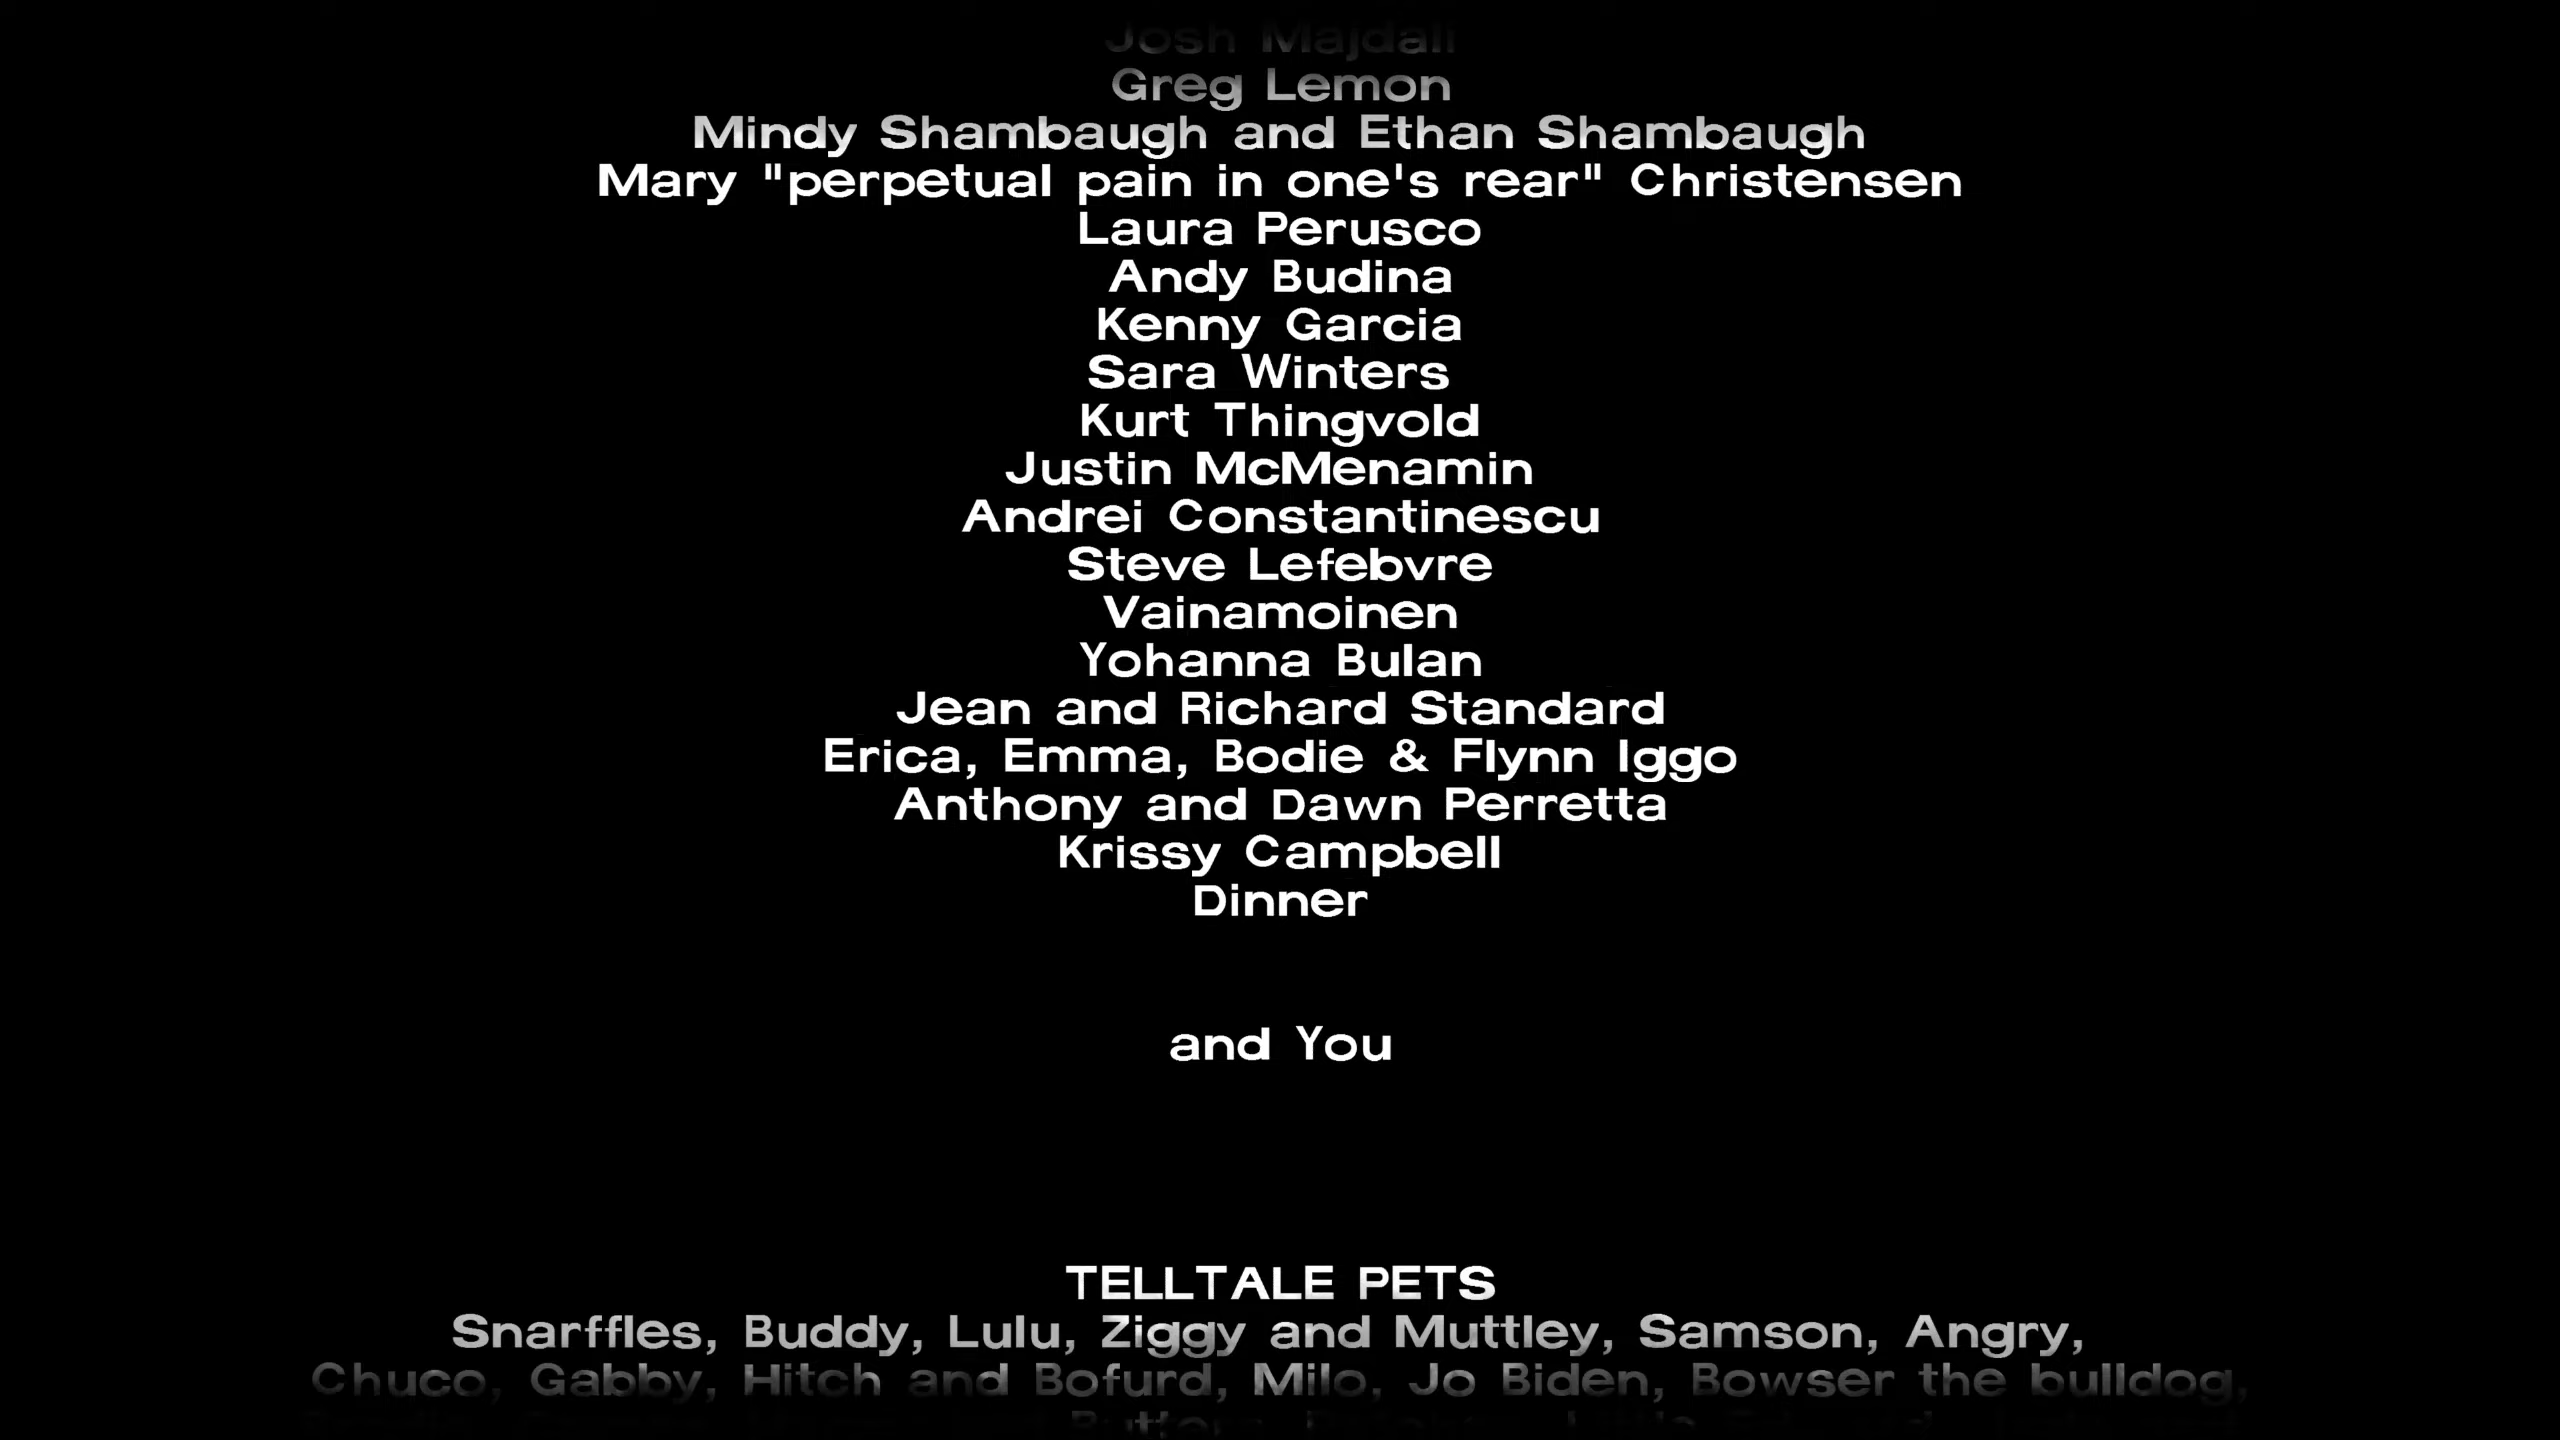 Josh Majdali
Greg Lemon
Mindy Shambaugh and Ethan Shambaugh
Mary "perpetual pain in one's rear" Christensen
Laura Perusco
Andy Budina
Kenny Garcia
Sara Winters
Kurt Thingvold
Justin McMenamin
Andrei Constantinescu
Steve Lefebvre
Vainamoinen
Yohanna Bulan
Jean and Richard Standard
Erica, Emma, Bodie & Flynn Iggo
Anthony and Dawn Perretta
Krissy Campbell
Dinner
and You
TELLTALE PETS
Snarffles, Buddy, Lulu, Ziggy and Muttley, Samson, Angry,
Chuco, Gabby, Hitch and Bofurd, Milo, Jo Biden, Bowser the bulldog,